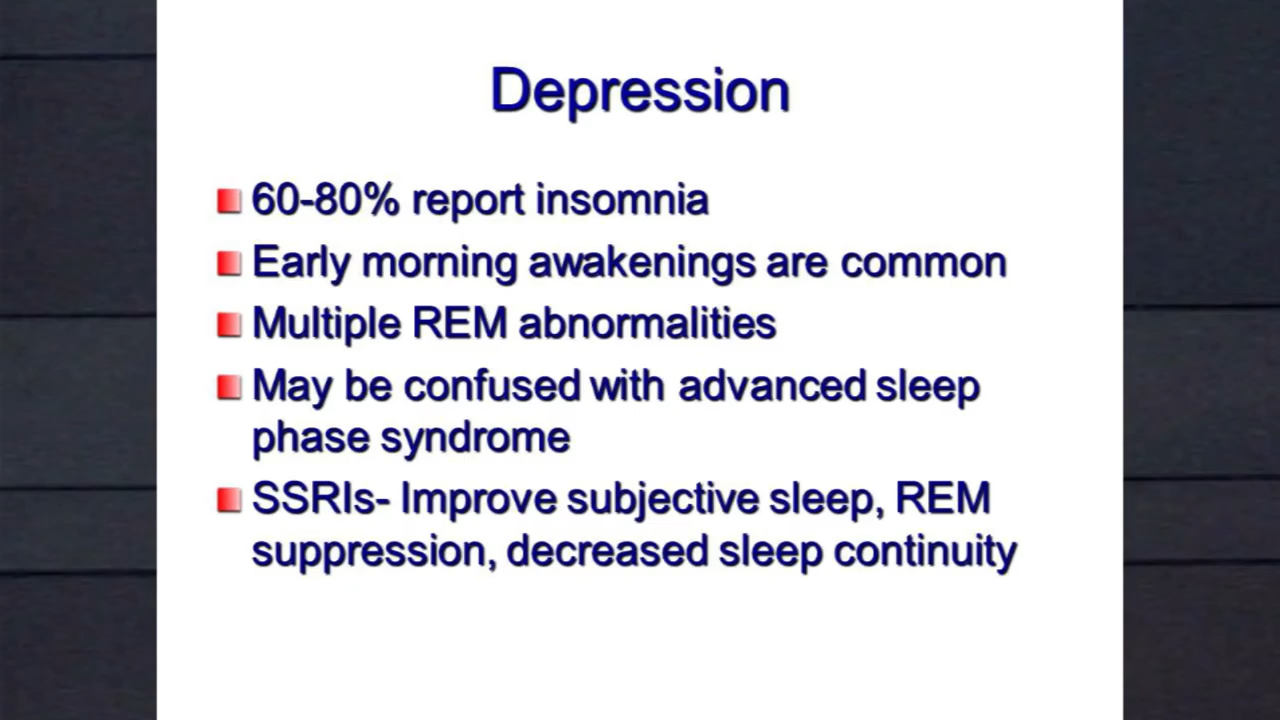 Depression
60-80% report insomnia
Early morning awakenings are common
Multiple REM abnormalities
May be confused with advanced sleep
phase syndrome
SSRIs- Improve subjective sleep, REM
suppression, decreased sleep continuity